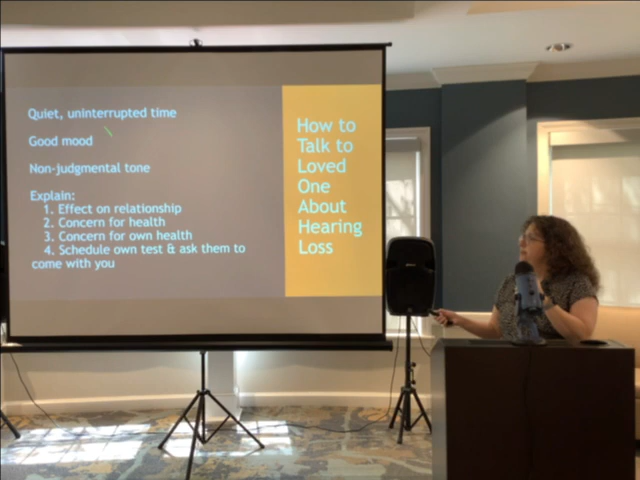 Quiet, uninterrupted time
Good mood
Non-judgmental tone
Explain:
1. Effect on relationship
2. Concern for health
3. Concern for own health
4. Schedule own test & ask them to
come with you
How to
Talk to
Loved
One
About
Hearing
Loss